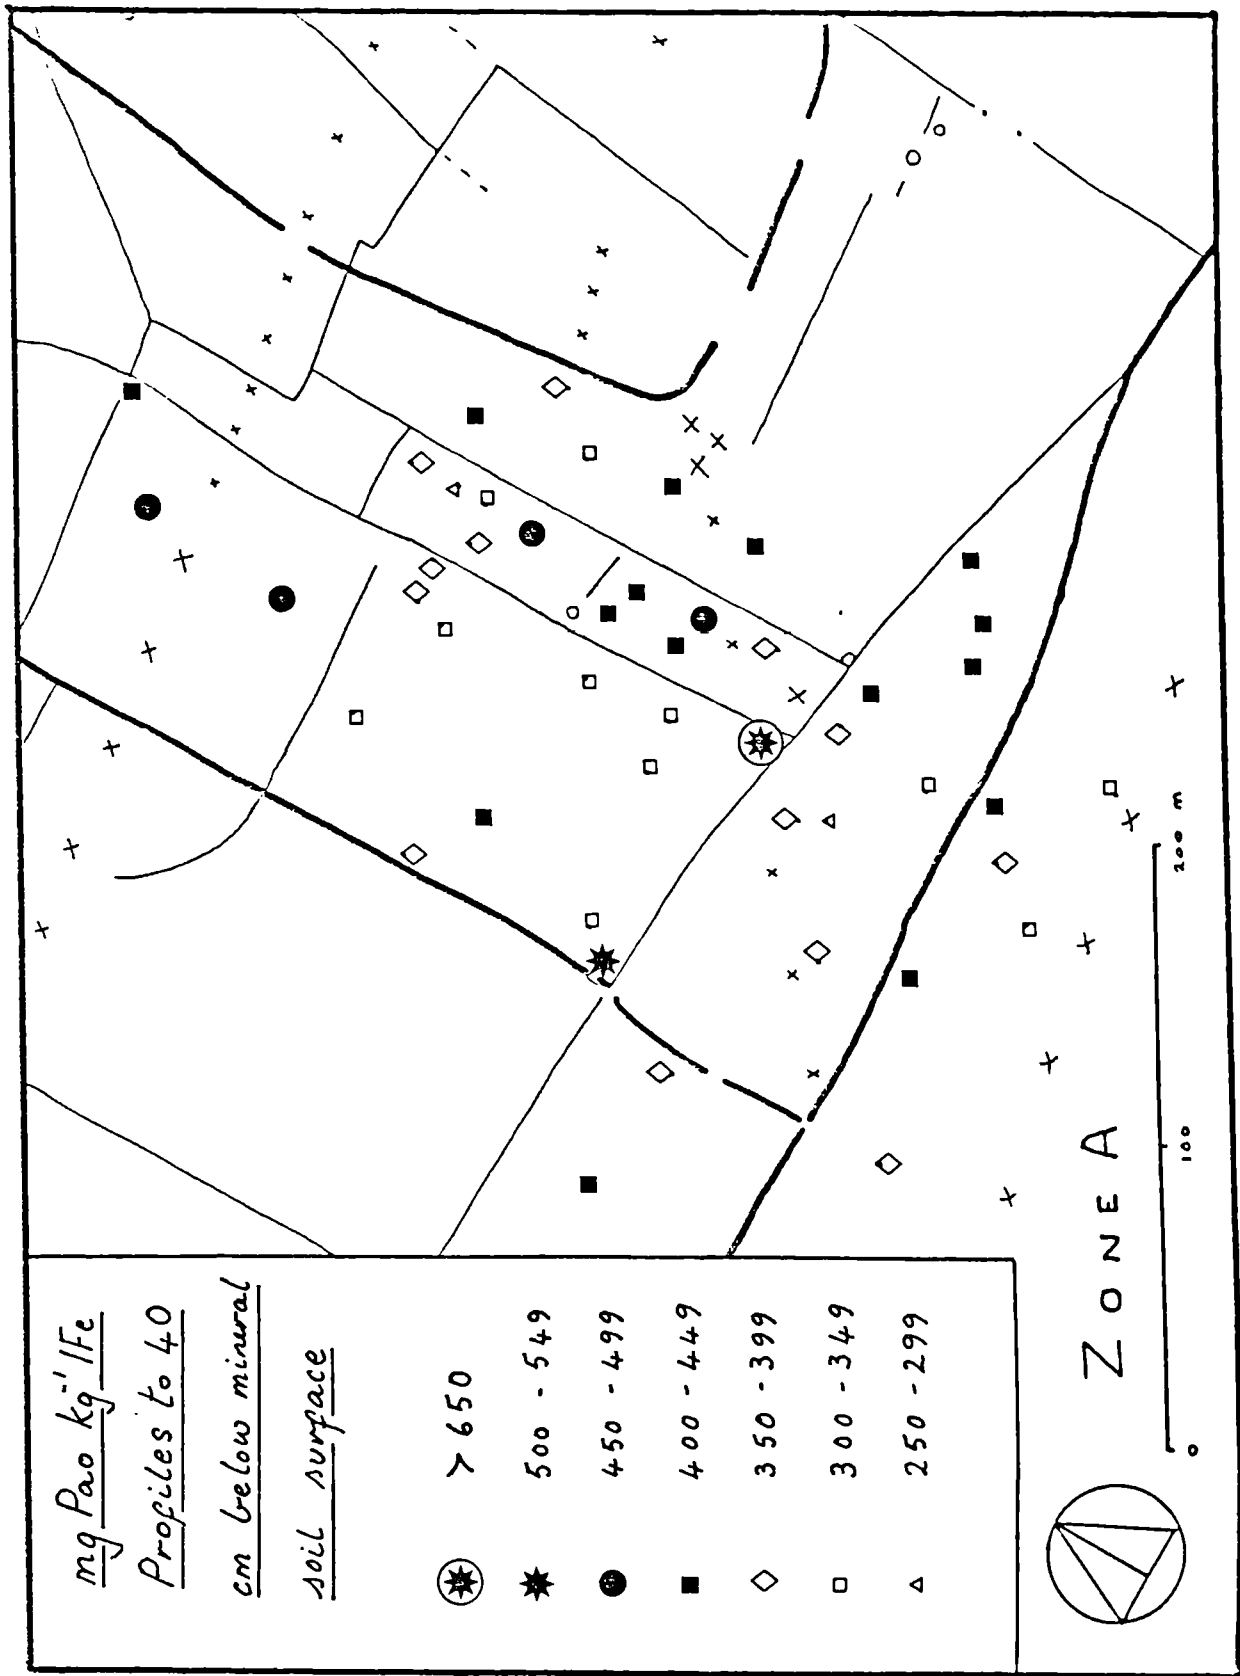 mg Pao kg⁻¹ IFe
Profiles to 40
cm below mineral
soil surface
> 650
500 - 549
450 - 499
400 - 449
350 - 399
300 - 349
250 - 299
ZONE A
0 100 200 m